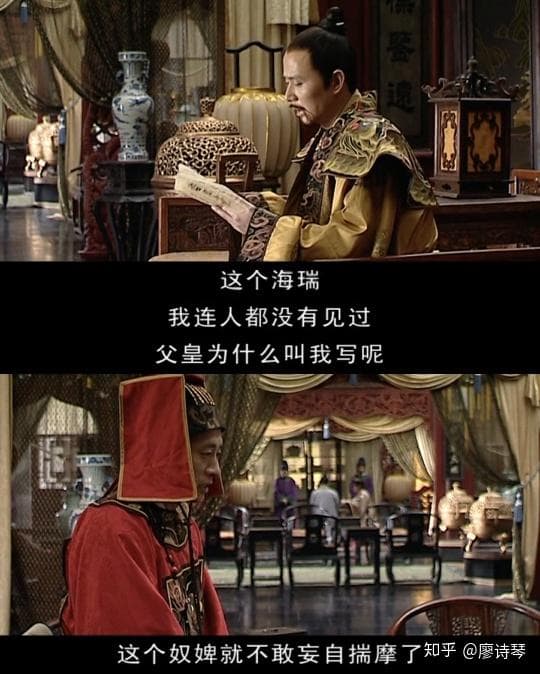 这个海瑞
我连人都没有见过
父皇为什么叫我写呢
这个奴婢就不敢妄自揣摩了
知乎 @廖诗琴